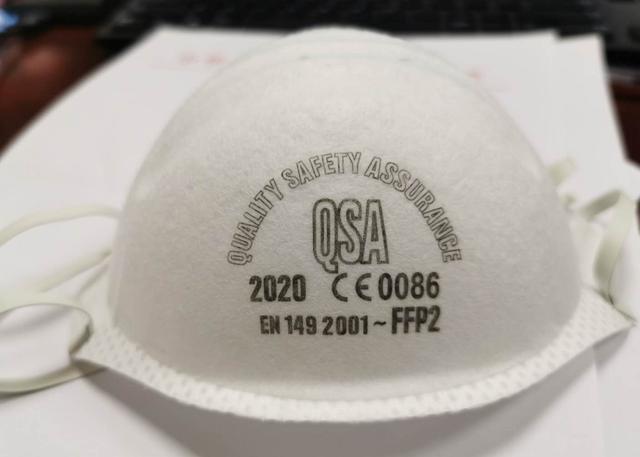 QUALITY SAFETY ASSURANCE
QSA
2020 CE 0086
EN 149 2001 ~ FFP2